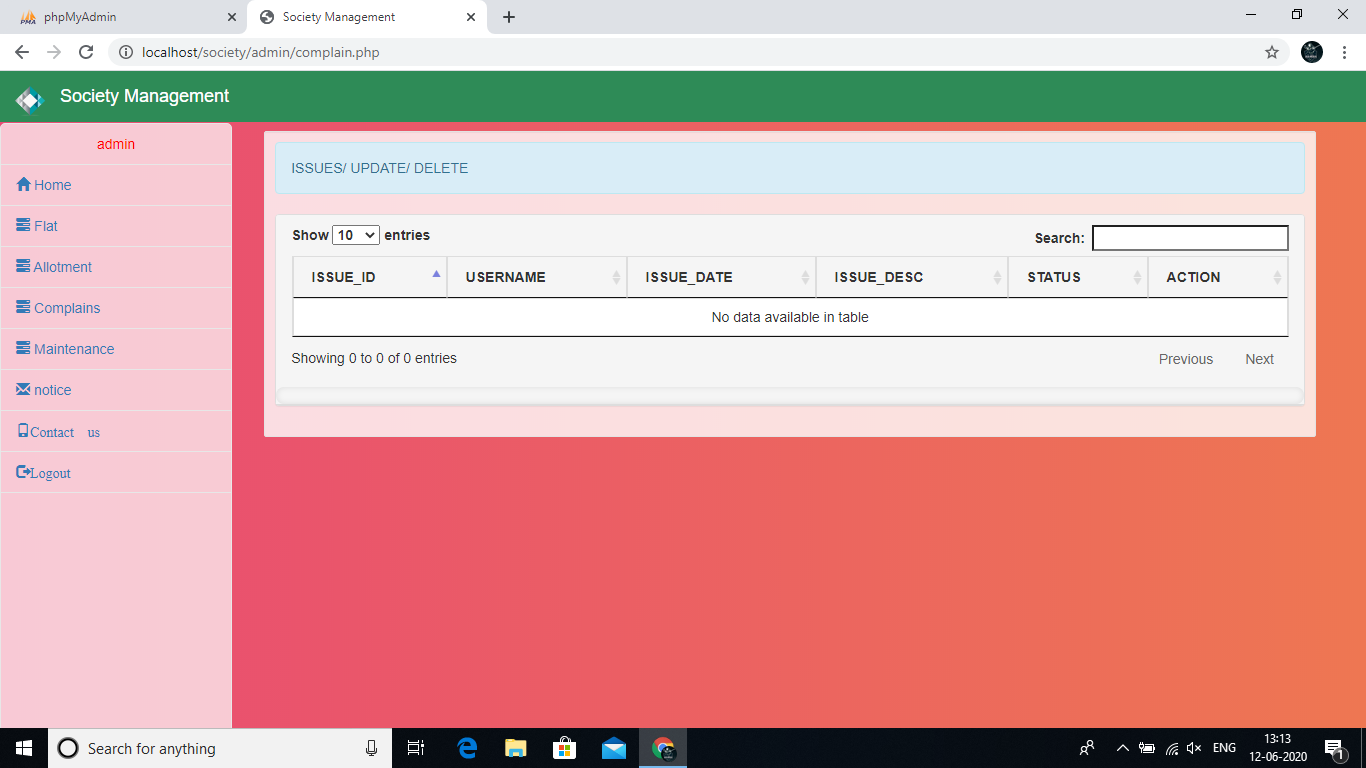 phpMyAdmin
Society Management
localhost/society/admin/complain.php
Society Management
admin
Home
Flat
Allotment
Complains
Maintenance
notice
Contact us
Logout
ISSUES/ UPDATE/ DELETE
Show 10 entries
Search:
ISSUE_ID USERNAME ISSUE_DATE ISSUE_DESC STATUS ACTION
No data available in table
Showing 0 to 0 of 0 entries
Previous Next
Search for anything
ENG
13:13
12-06-2020
1